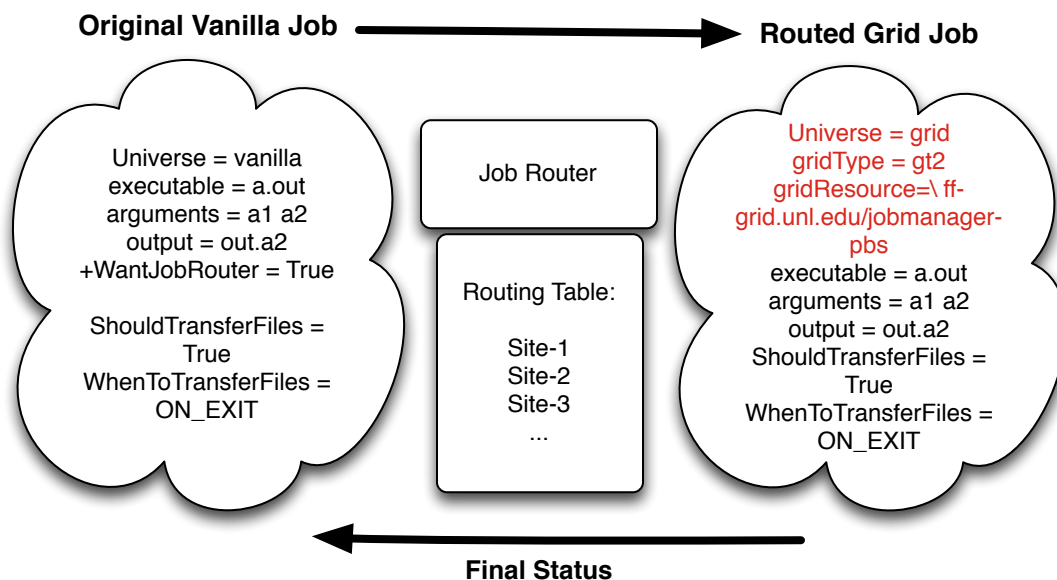 Original Vanilla Job
Routed Grid Job
Universe = vanilla
executable = a.out
arguments = a1 a2
output = out.a2
+WantJobRouter = True
ShouldTransferFiles =
True
WhenToTransferFiles =
ON_EXIT
Job Router
Routing Table:
Site-1
Site-2
Site-3
...
Universe = grid
gridType = gt2
gridResource=\ ff-
grid.unl.edu/jobmanager-
pbs
executable = a.out
arguments = a1 a2
output = out.a2
ShouldTransferFiles =
True
WhenToTransferFiles =
ON_EXIT
Final Status